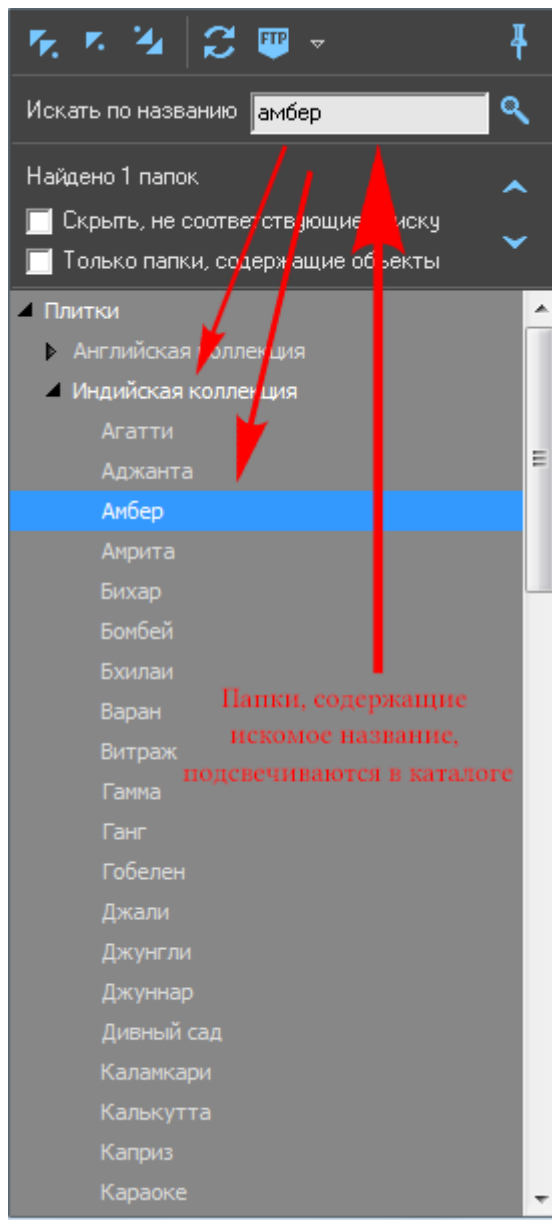 FTP
Искать по названию амбер
Найдено 1 папок
Скрыть, не соответствующие поиску
Только папки, содержащие объекты
Плитки
Английская коллекция
Индийская коллекция
Агатти
Аджанта
Амбер
Амрита
Бихар
Бомбей
Бхилаи
Варан
Витраж
Гамма
Ганг
Гобелен
Джали
Джунгли
Джуннар
Дивный сад
Каламкари
Калькутта
Каприз
Караоке
Папки, содержащие
искомое название,
подсвечиваются в каталоге